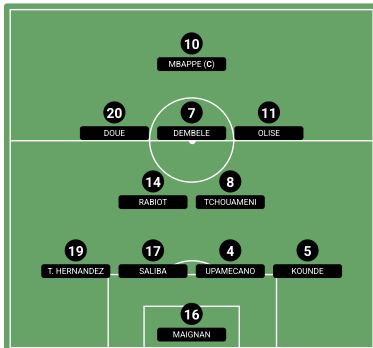 10
MBAPPE (C)
20 7 11
DOUE DEMBELE OLISE
14 8
RABIOT TCHOUAMENI
19 17 4 5
T. HERNANDEZ SALIBA UPAMECANO KOUNDE
16
MAIGNAN